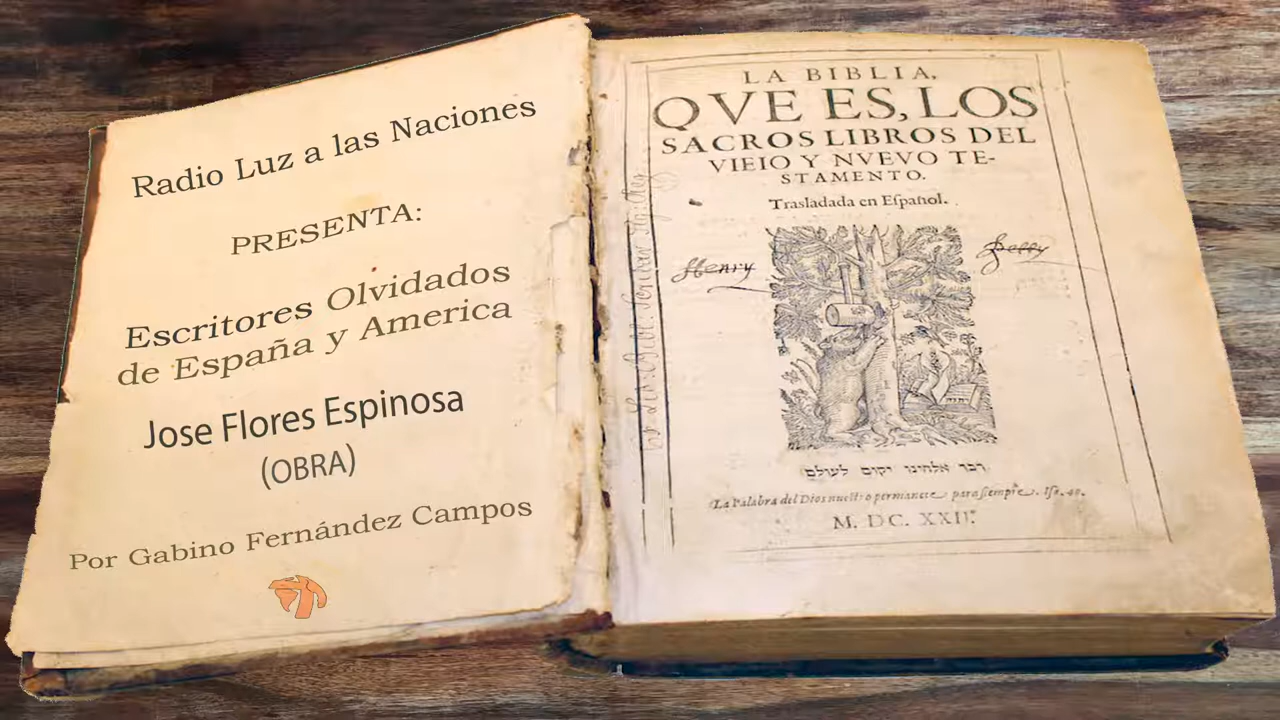 Radio Luz a las Naciones
PRESENTA:
Escritores Olvidados
de España y America
Jose Flores Espinosa
(OBRA)
Por Gabino Fernández Campos
LA BIBLIA,
QVE ES, LOS
SACROS LIBROS DEL
VIEIO Y NVEVO TE-
STAMENTO.
Trasladada en Español.
Henry
דבר אלהינו יקום לעולם
La Palabra del Dios nuestro permanece para siempre. Isa. 40.
M. DC. XXII.